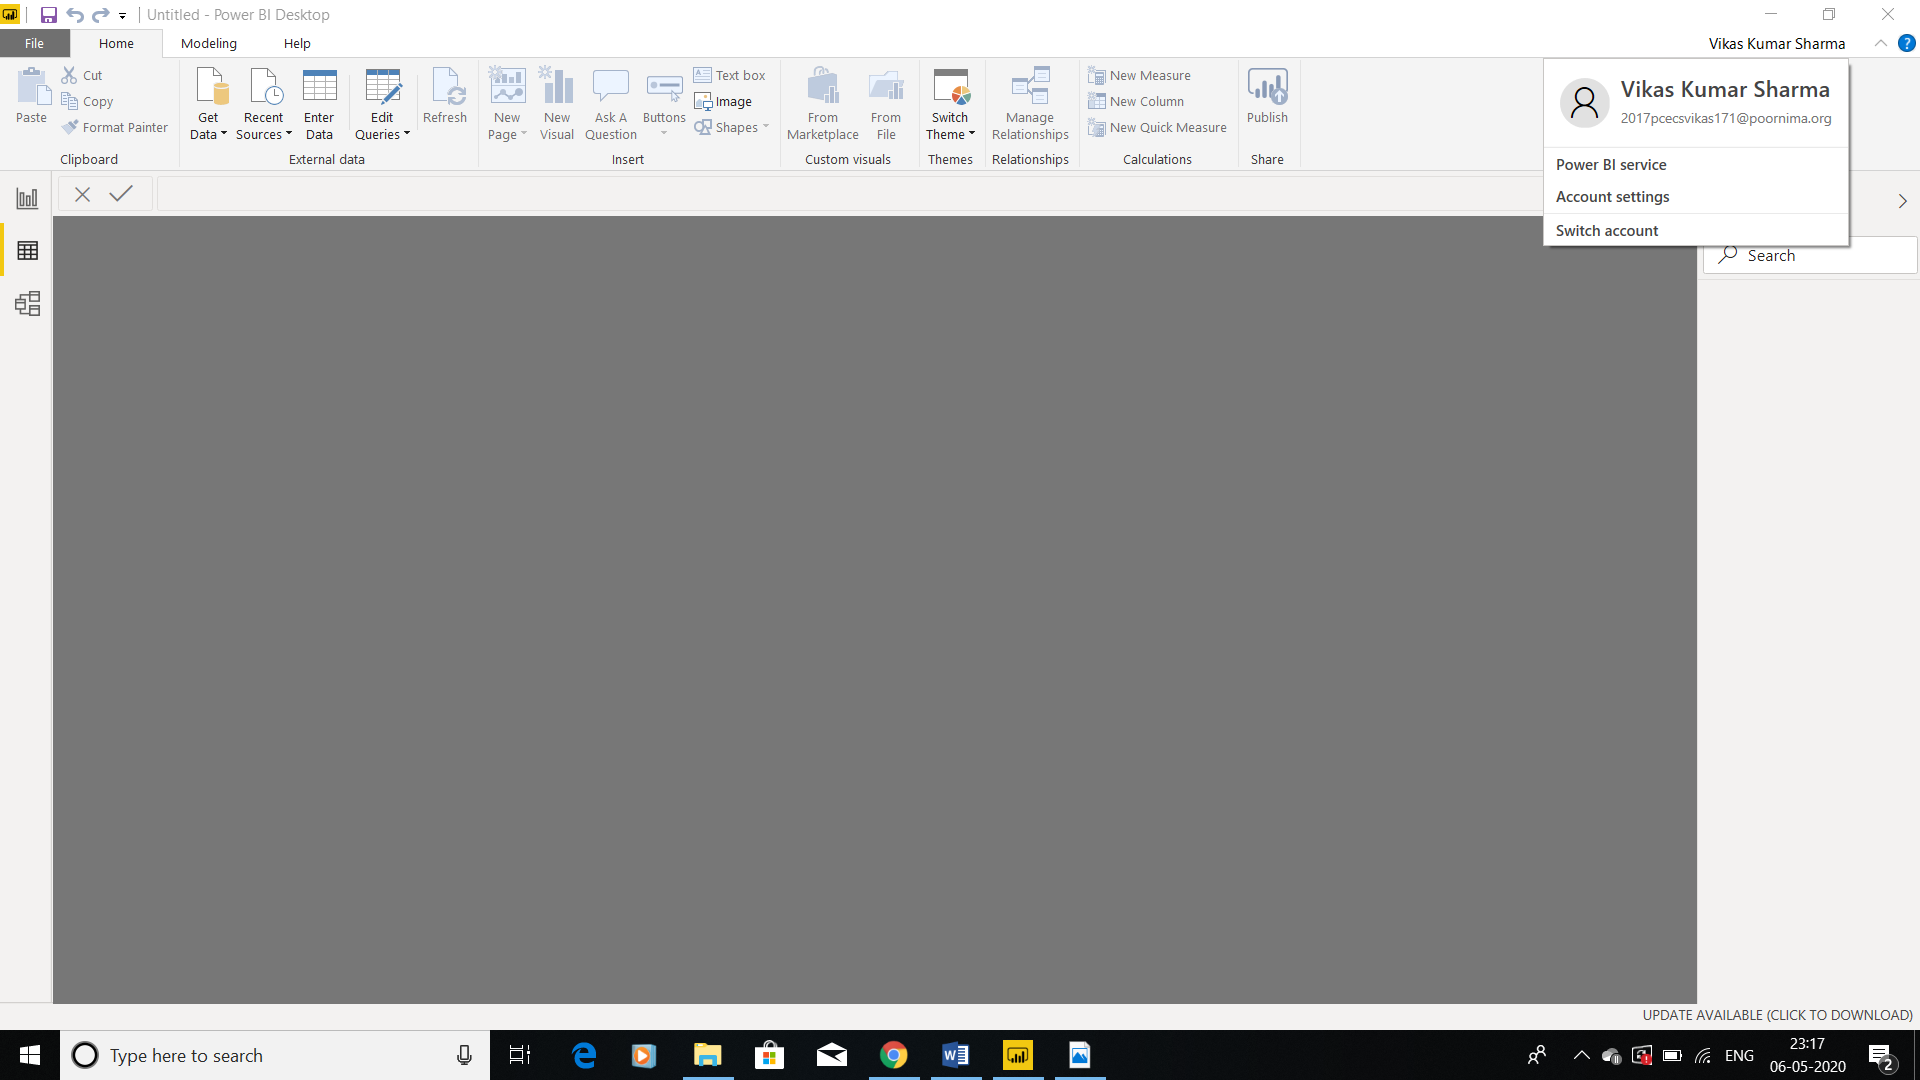 Untitled - Power BI Desktop
File Home Modeling Help Vikas Kumar Sharma ?
Paste
Cut
Copy
Format Painter
Clipboard
Get
Data
Recent
Sources
Enter
Data
Edit
Queries
Refresh
External data
New
Page
New
Visual
Ask A
Question
Buttons
Text box
Image
Shapes
Insert
From
Marketplace
From
File
Custom visuals
Switch
Theme
Themes
Manage
Relationships
Relationships
New Measure
New Column
New Quick Measure
Calculations
Publish
Share
Vikas Kumar Sharma
2017pcecsvikas171@poornima.org
Power BI service
Account settings
Switch account
Search
UPDATE AVAILABLE (CLICK TO DOWNLOAD)
Type here to search
ENG
23:17
06-05-2020
2